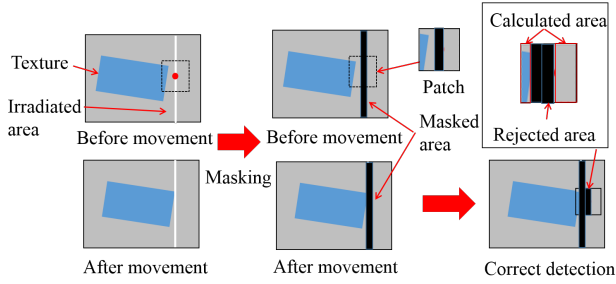 Calculated area
Texture
Irradiated
area
Patch
Rejected area
Before movement
Before movement
Masked
area
Masking
After movement
After movement
Correct detection